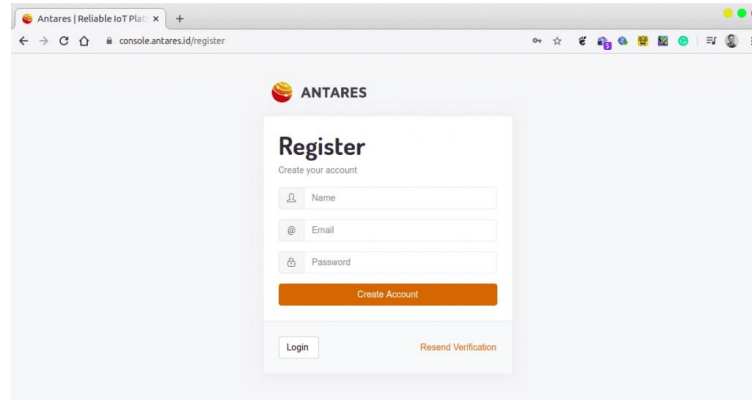 Antares | Reliable IoT Plat
console.antares.id/register
5
ANTARES
Register
Create your account
Name
@ Email
Password
Create Account
Login
Resend Verification